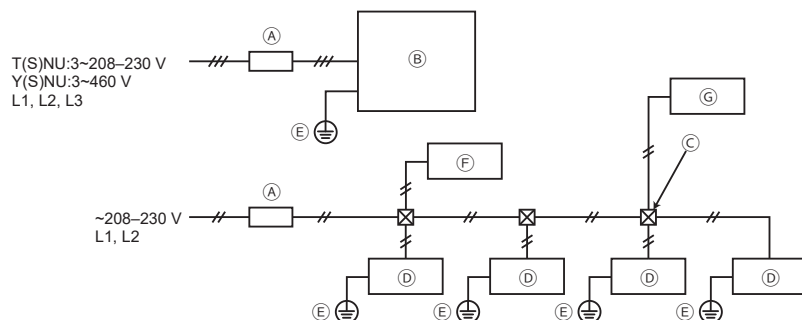 Ⓐ
T(S)NU:3~208–230 V
Y(S)NU:3~460 V
L1, L2, L3
Ⓑ
Ⓔ
Ⓖ
Ⓒ
Ⓕ
Ⓐ
~208–230 V
L1, L2
Ⓓ Ⓓ Ⓓ Ⓓ
Ⓔ Ⓔ Ⓔ Ⓔ